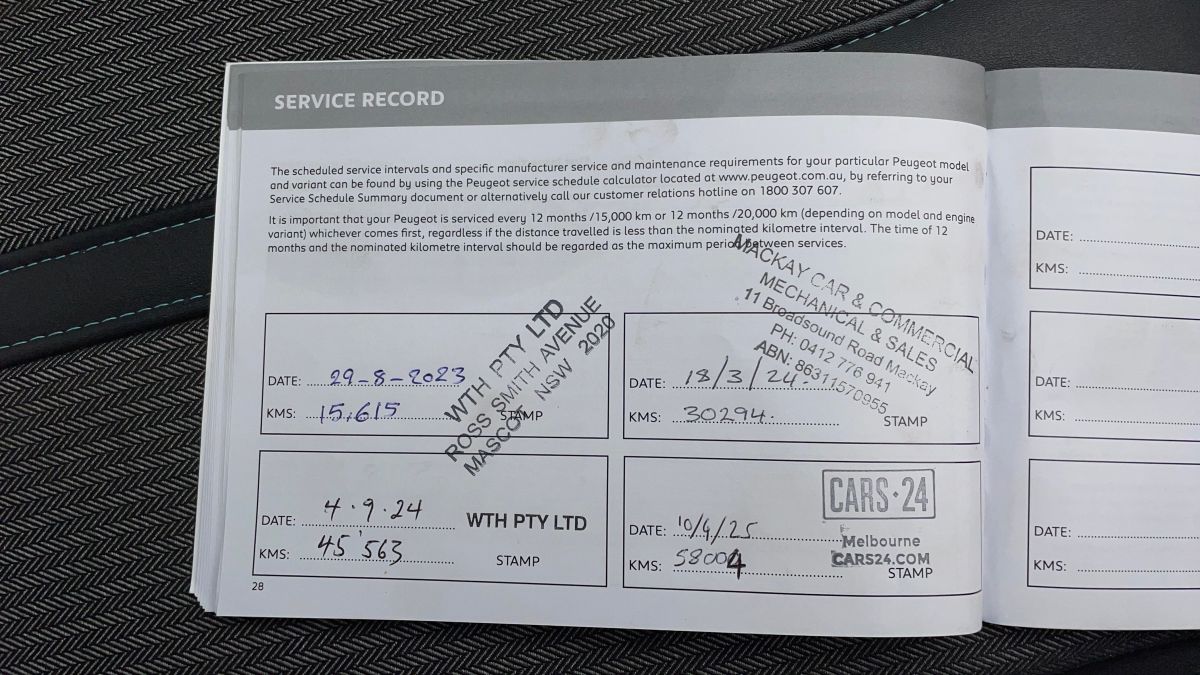 SERVICE RECORD
The scheduled service intervals and specific manufacturer service and maintenance requirements for your particular Peugeot model
and variant can be found by using the Peugeot service schedule calculator located at www.peugeot.com.au, by referring to your
Service Schedule Summary document or alternatively call our customer relations hotline on 1800 307 607.
It is important that your Peugeot is serviced every 12 months /15,000 km or 12 months /20,000 km (depending on model and engine
variant) whichever comes first, regardless if the distance travelled is less than the nominated kilometre interval. The time of 12
months and the nominated kilometre interval should be regarded as the maximum period between services.
DATE: 29-8-2023
KMS: 15,615
STAMP
WTH PTY LTD
ROSS SMITH AVENUE
MASCOT NSW 2020
MACKAY CAR & COMMERCIAL
MECHANICAL & SALES
11 Broadsound Road Mackay
PH: 0412 776 941
ABN: 86311570955
DATE: 18/3/24.
KMS: 30294.
STAMP
DATE: 4.9.24
KMS: 45'563
WTH PTY LTD
STAMP
CARS·24
DATE: 10/4/25
Melbourne
KMS: 58004
CARS24.COM
STAMP
28
DATE:
KMS:
DATE:
KMS:
DATE:
KMS: